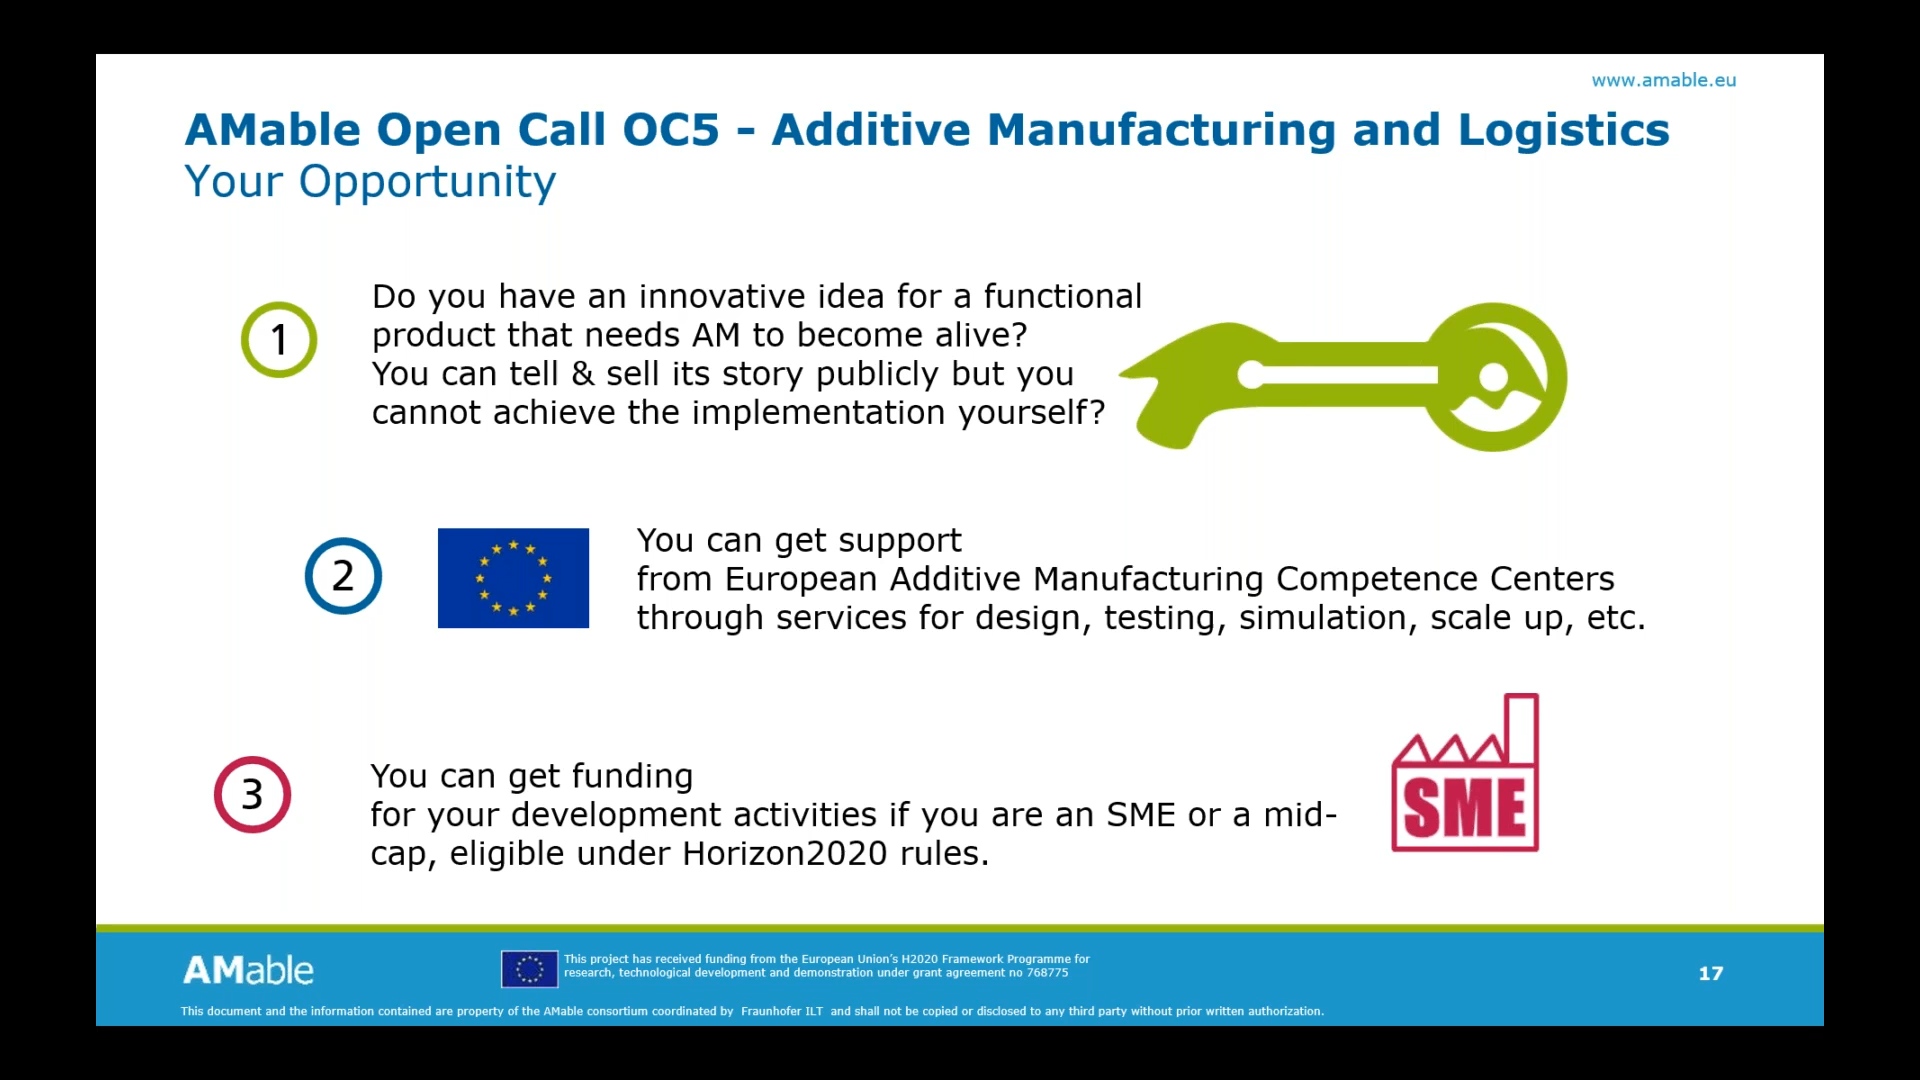 www.amable.eu
AMable Open Call OC5 – Additive Manufacturing and Logistics
Your Opportunity
1
Do you have an innovative idea for a functional
product that needs AM to become alive?
You can tell & sell its story publicly but you
cannot achieve the implementation yourself?
2
You can get support
from European Additive Manufacturing Competence Centers
through services for design, testing, simulation, scale up, etc.
3
You can get funding
for your development activities if you are an SME or a mid-
cap, eligible under Horizon2020 rules.
SME
AMable
This project has received funding from the European Union’s H2020 Framework Programme for
research, technological development and demonstration under grant agreement no 768775
17
This document and the information contained are property of the AMable consortium coordinated by Fraunhofer ILT and shall not be copied or disclosed to any third party without prior written authorization.